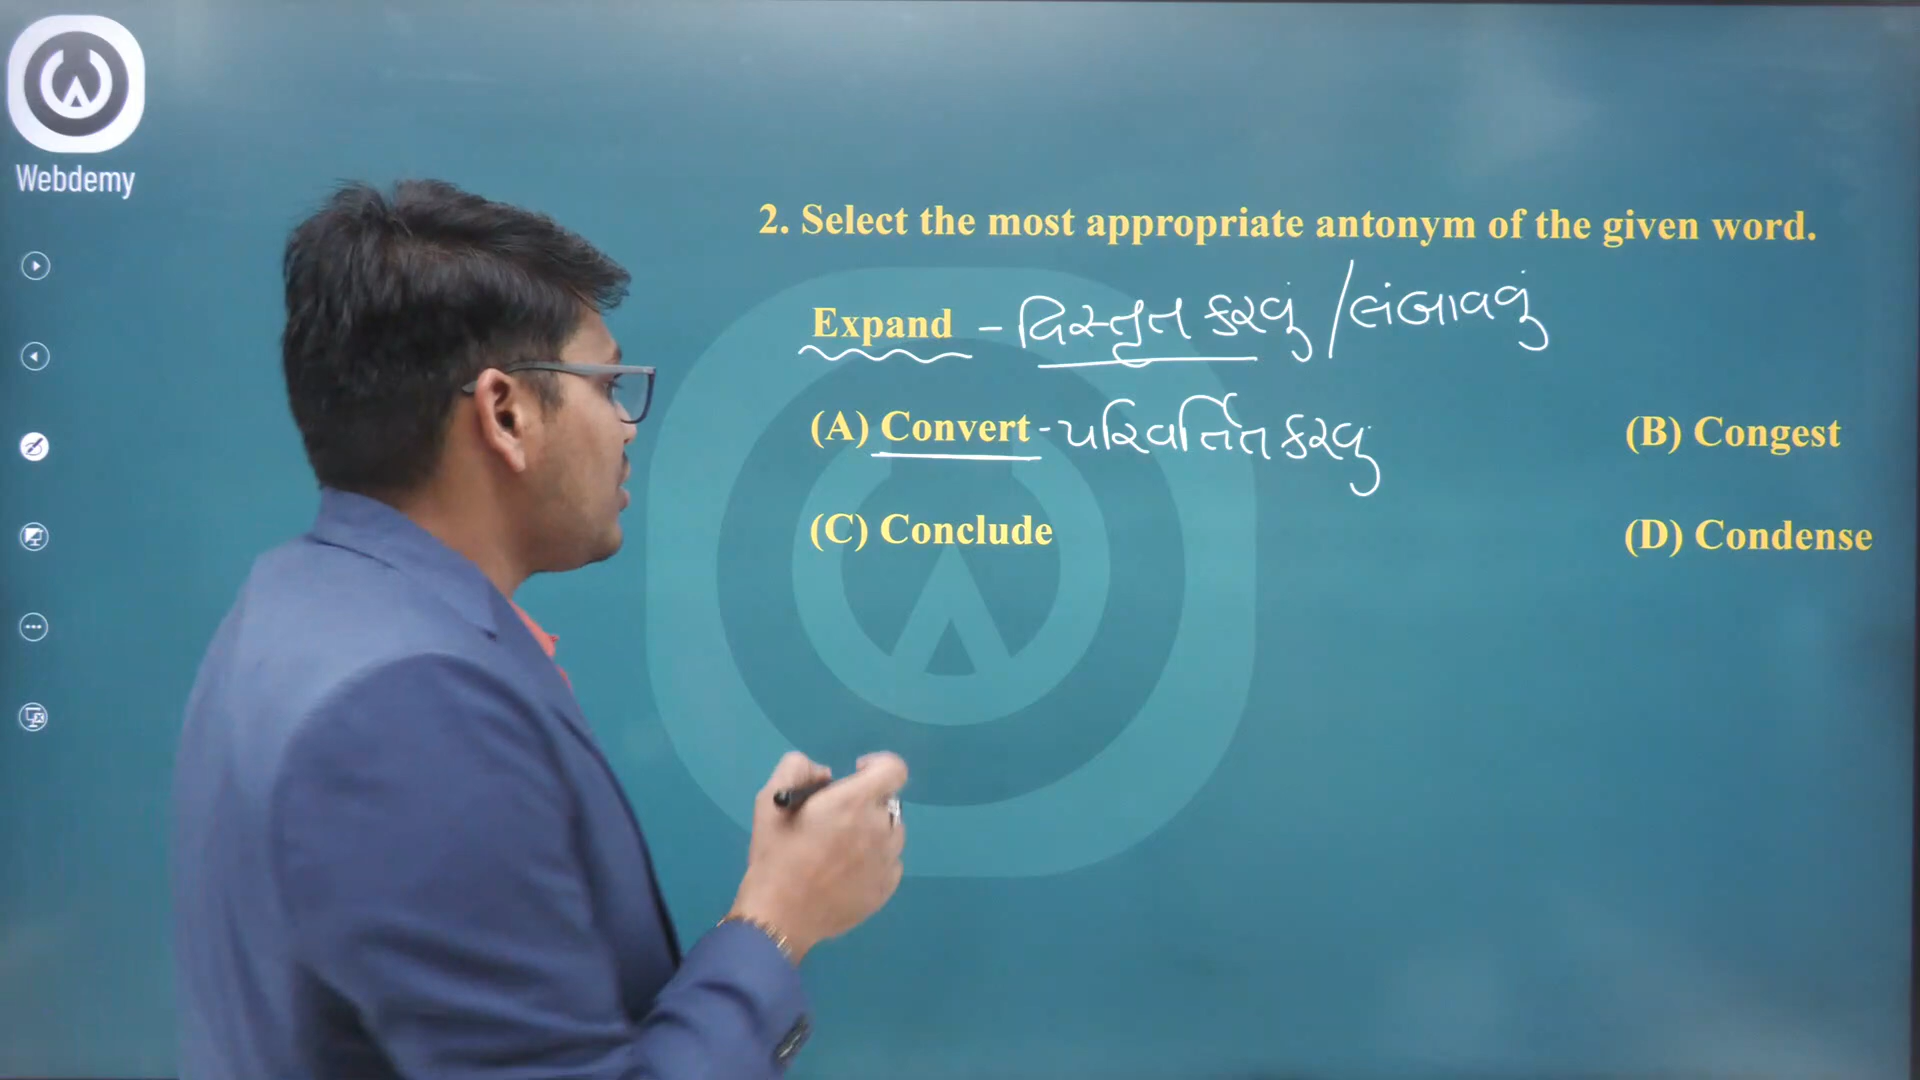 Webdemy
2. Select the most appropriate antonym of the given word.
Expand - વિસ્તૃત કરવું / લંબાવવું
(A) Convert - પરિવર્તિત કરવું (B) Congest
(C) Conclude (D) Condense